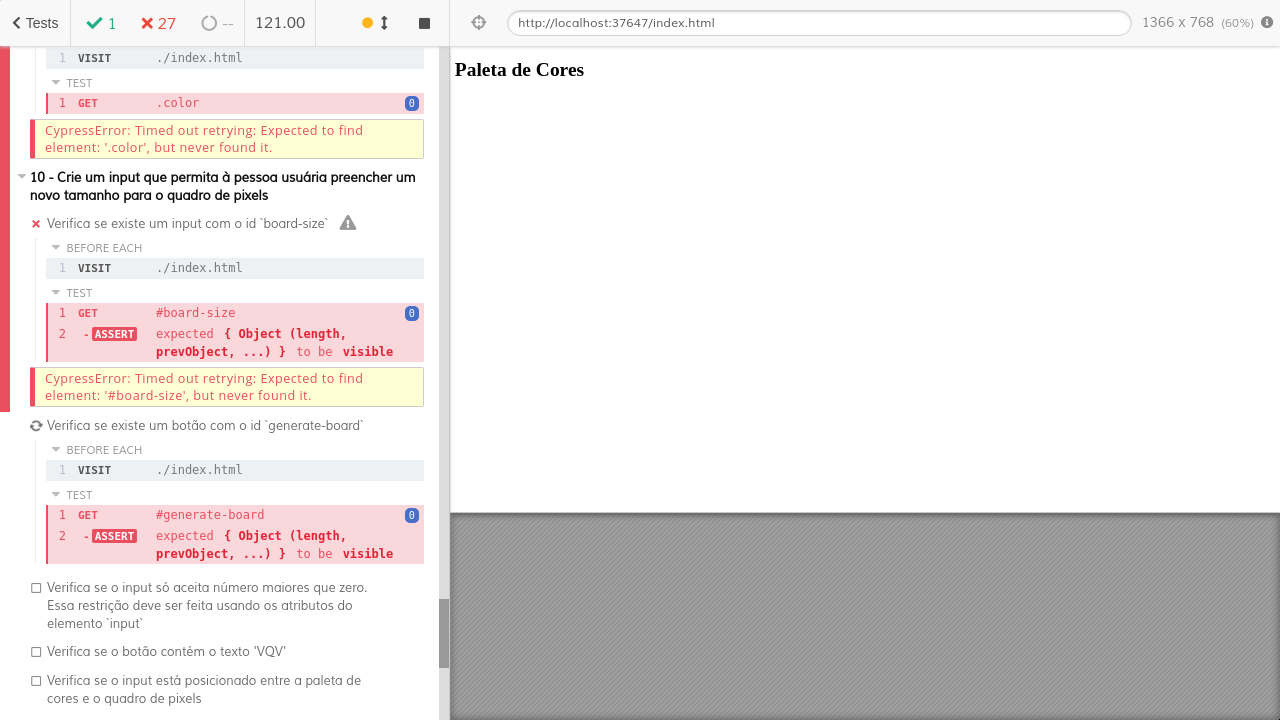 Tests
1
27
--
121.00
http://localhost:37647/index.html
1366 x 768 (60%)
1 VISIT ./index.html
TEST
1 GET .color 0
CypressError: Timed out retrying: Expected to find
element: '.color', but never found it.
10 - Crie um input que permita à pessoa usuária preencher um
novo tamanho para o quadro de pixels
Verifica se existe um input com o id `board-size`
BEFORE EACH
1 VISIT ./index.html
TEST
1 GET #board-size 0
2 - ASSERT expected { Object (length,
prevObject, ...) } to be visible
CypressError: Timed out retrying: Expected to find
element: '#board-size', but never found it.
Verifica se existe um botão com o id `generate-board`
BEFORE EACH
1 VISIT ./index.html
TEST
1 GET #generate-board 0
2 - ASSERT expected { Object (length,
prevObject, ...) } to be visible
Verifica se o input só aceita número maiores que zero.
Essa restrição deve ser feita usando os atributos do
elemento `input`
Verifica se o botão contém o texto 'VQV'
Verifica se o input está posicionado entre a paleta de
cores e o quadro de pixels
Paleta de Cores